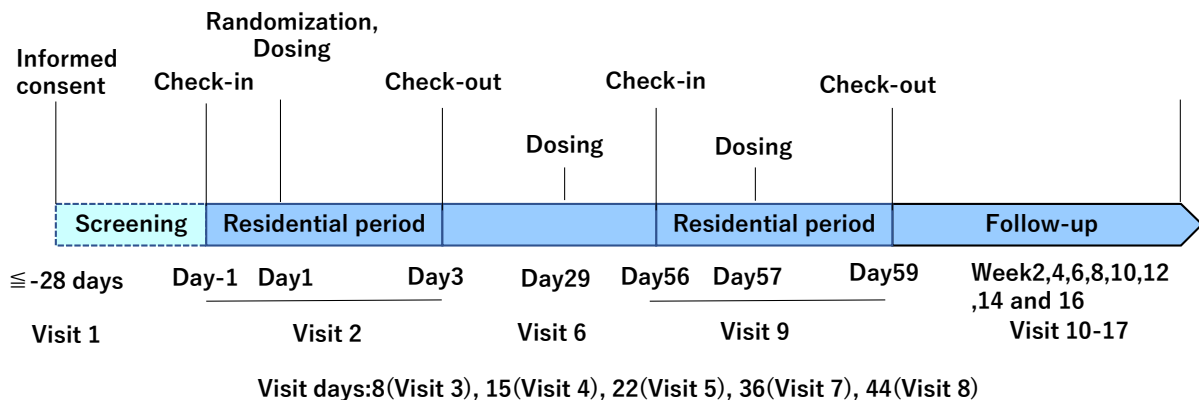 Randomization,
Dosing
Informed
consent
Check-in
Check-out
Check-in
Check-out
Dosing
Dosing
Screening
Residential period
Residential period
Follow-up
≦-28 days
Day-1
Day1
Day3
Day29
Day56
Day57
Day59
Week2,4,6,8,10,12
,14 and 16
Visit 1
Visit 2
Visit 6
Visit 9
Visit 10-17
Visit days:8(Visit 3), 15(Visit 4), 22(Visit 5), 36(Visit 7), 44(Visit 8)